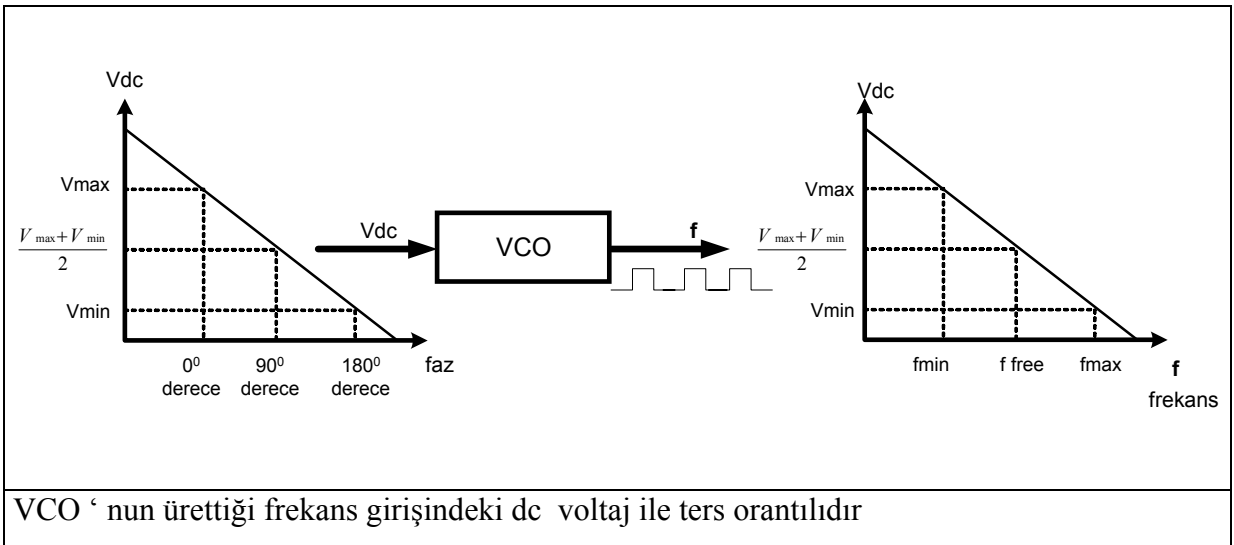 Vdc
Vmax
V max + V min
2
Vmin
0⁰ 90⁰ 180⁰ faz
derece derece derece
Vdc
VCO
f
Vdc
Vmax
V max + V min
2
Vmin
fmin f free fmax f
frekans
VCO ‘ nun ürettiği frekans girişindeki dc voltaj ile ters orantılıdır